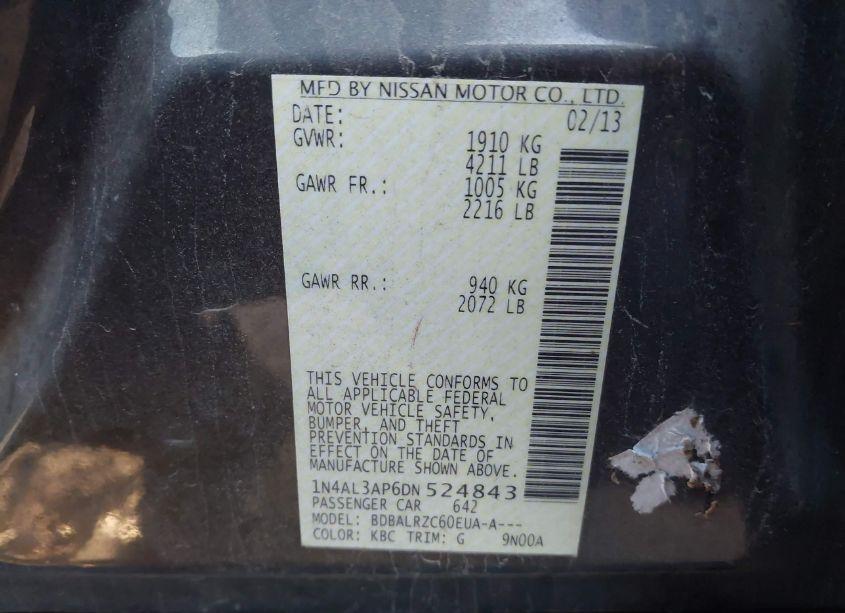 MFD BY NISSAN MOTOR CO., LTD.
DATE: 02/13
GVWR: 1910 KG
4211 LB
GAWR FR.: 1005 KG
2216 LB
GAWR RR.: 940 KG
2072 LB
THIS VEHICLE CONFORMS TO
ALL APPLICABLE FEDERAL
MOTOR VEHICLE SAFETY,
BUMPER, AND THEFT
PREVENTION STANDARDS IN
EFFECT ON THE DATE OF
MANUFACTURE SHOWN ABOVE.
1N4AL3AP6DN 524843
PASSENGER CAR 642
MODEL: BDBALRZC60EUA-A---
COLOR: KBC TRIM: G 9N00A